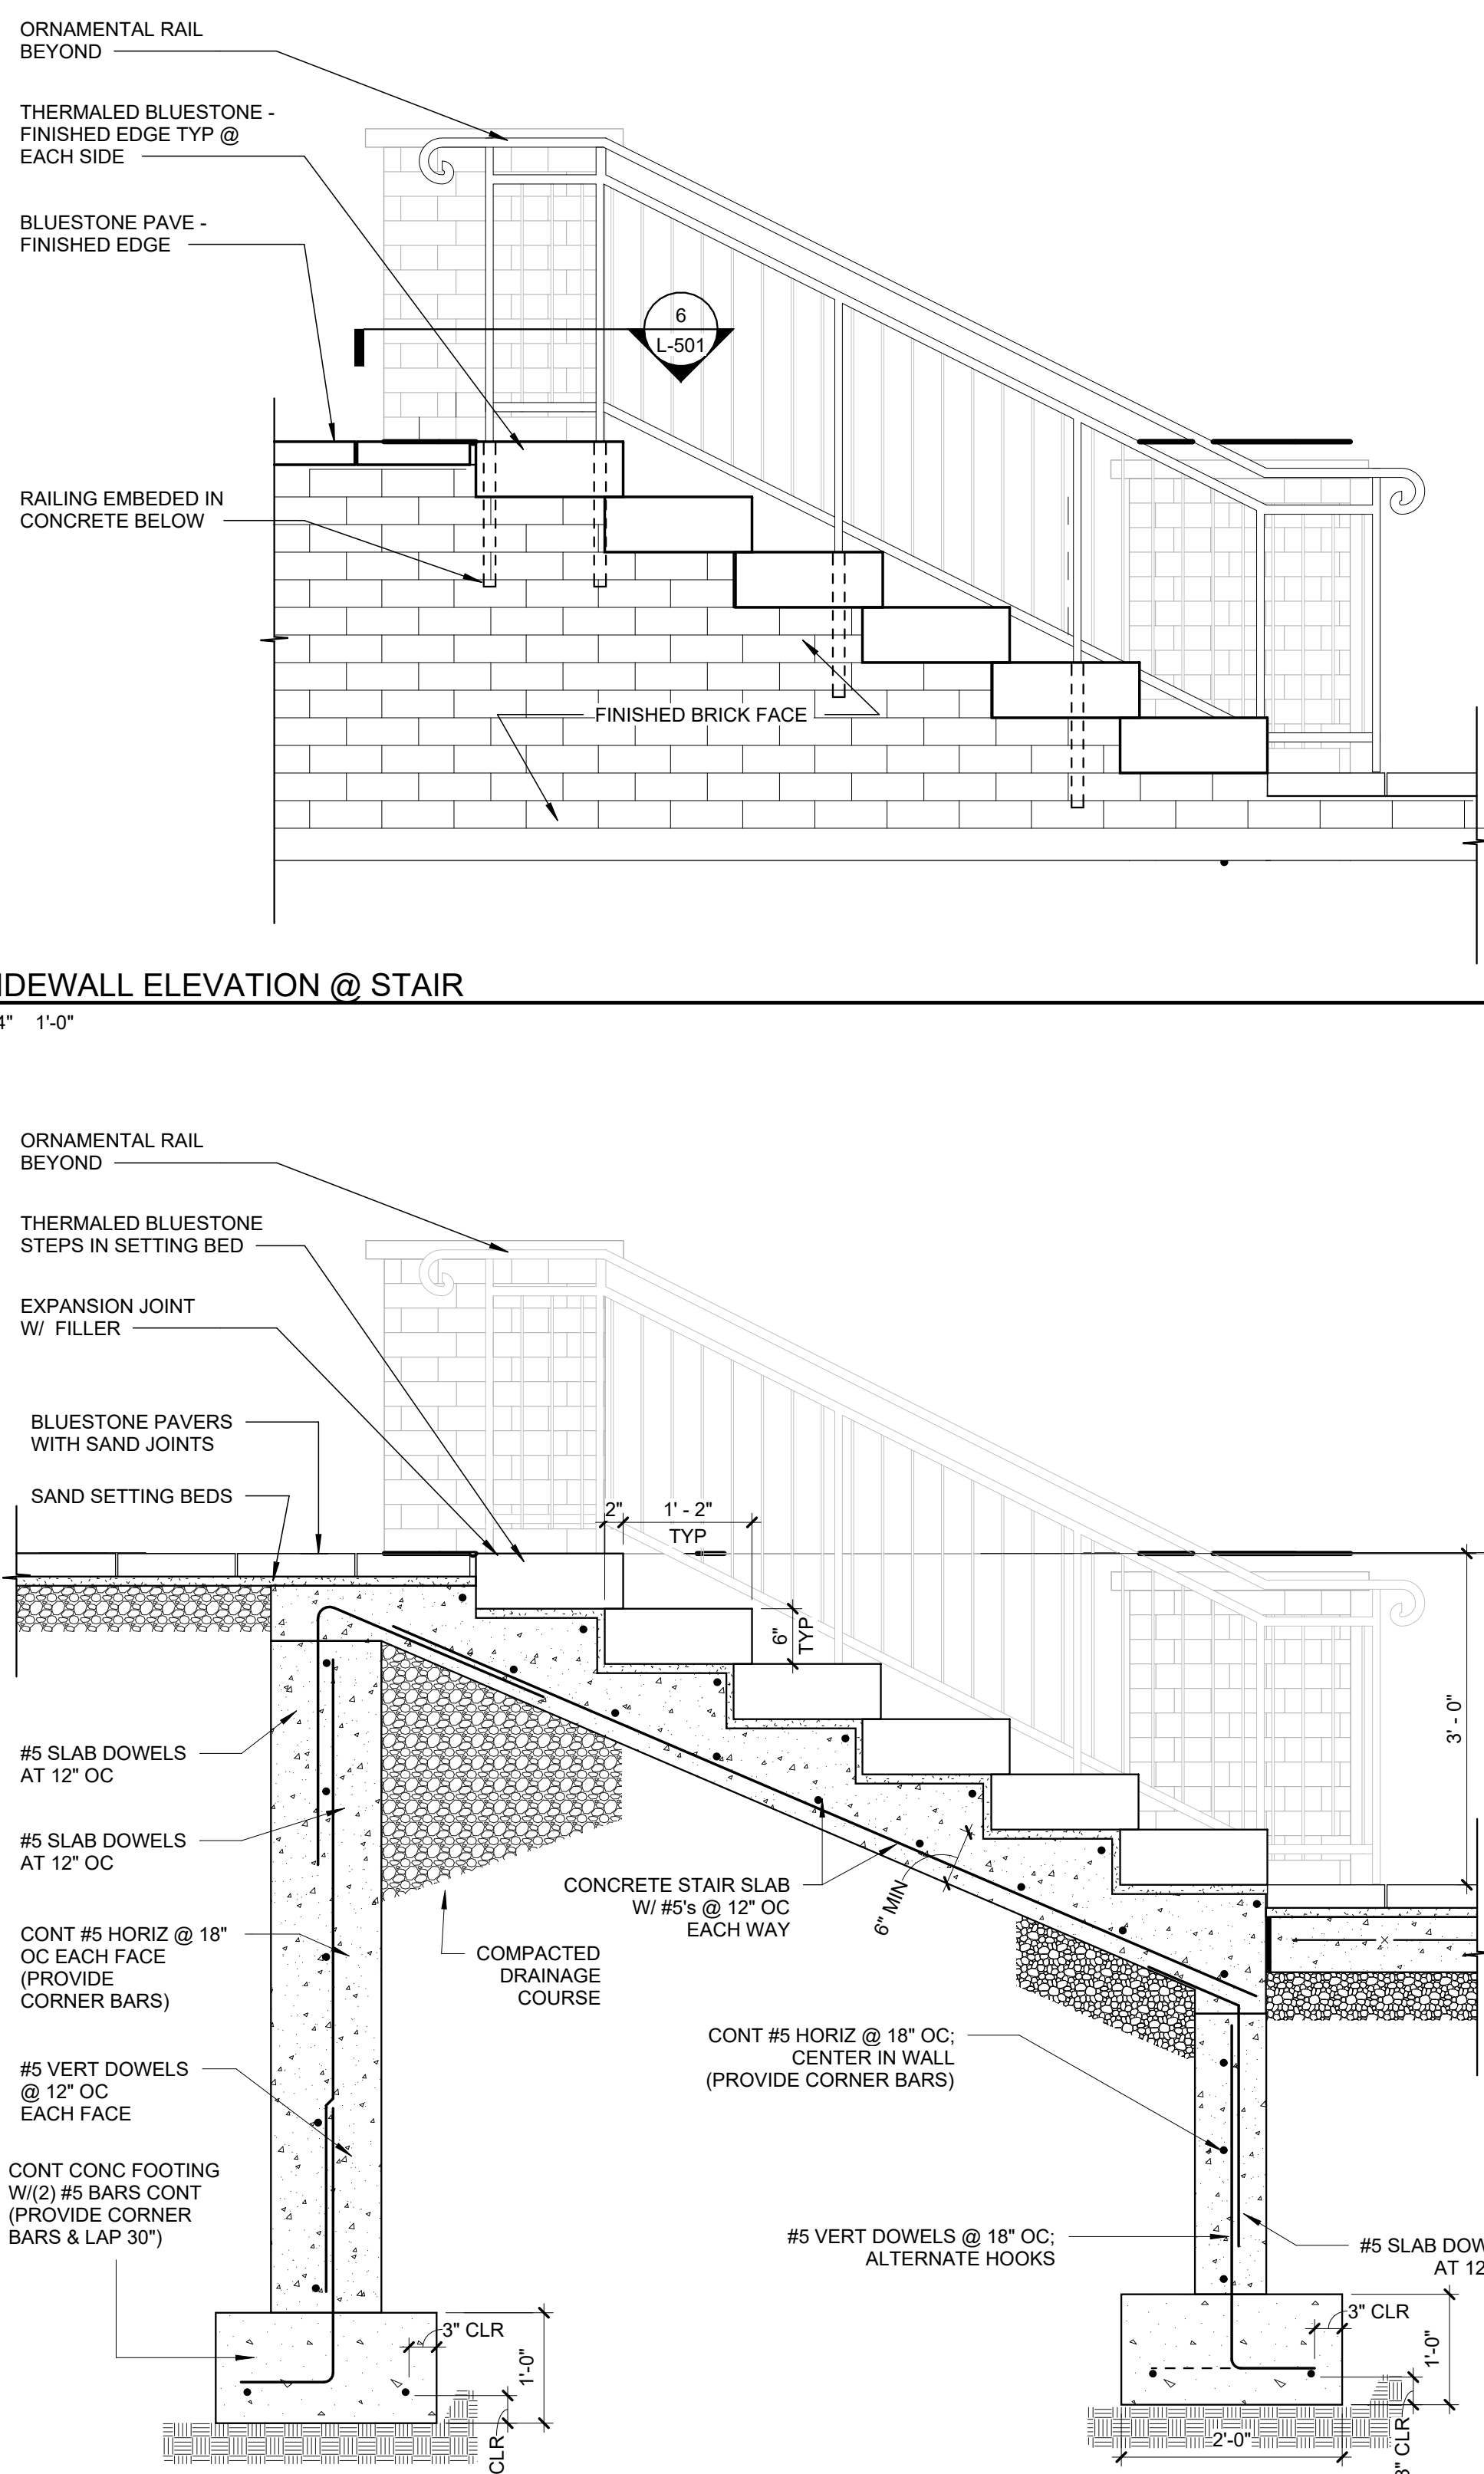 ORNAMENTAL RAIL
BEYOND
THERMALED BLUESTONE -
FINISHED EDGE TYP @
EACH SIDE
BLUESTONE PAVE -
FINISHED EDGE
6
L-501
RAILING EMBEDED IN
CONCRETE BELOW
FINISHED BRICK FACE
IDEWALL ELEVATION @ STAIR
4" 1'-0"
ORNAMENTAL RAIL
BEYOND
THERMALED BLUESTONE
STEPS IN SETTING BED
EXPANSION JOINT
W/ FILLER
BLUESTONE PAVERS
WITH SAND JOINTS
SAND SETTING BEDS
2"
1' - 2"
TYP
6"
TYP
3' - 0"
#5 SLAB DOWELS
AT 12" OC
#5 SLAB DOWELS
AT 12" OC
CONCRETE STAIR SLAB
W/ #5's @ 12" OC
EACH WAY
6" MIN
CONT #5 HORIZ @ 18"
OC EACH FACE
(PROVIDE
CORNER BARS)
COMPACTED
DRAINAGE
COURSE
CONT #5 HORIZ @ 18" OC;
CENTER IN WALL
(PROVIDE CORNER BARS)
#5 VERT DOWELS
@ 12" OC
EACH FACE
CONT CONC FOOTING
W/(2) #5 BARS CONT
(PROVIDE CORNER
BARS & LAP 30")
#5 VERT DOWELS @ 18" OC;
ALTERNATE HOOKS
#5 SLAB DOW
AT 12
3" CLR
1'-0"
CLR
3" CLR
1'-0"
2'-0"
3" CLR